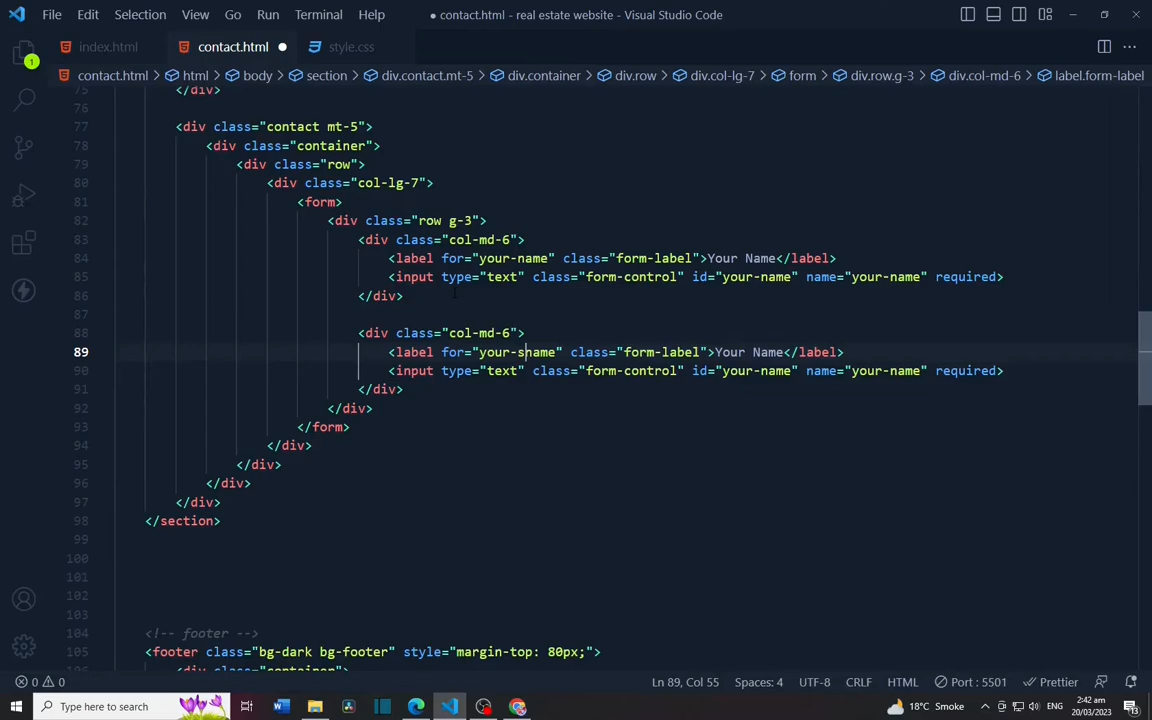 File Edit Selection View Go Run Terminal Help ● contact.html - real estate website - Visual Studio Code
index.html contact.html style.css
contact.html > html > body > section > div.contact.mt-5 > div.container > div.row > div.col-lg-7 > form > div.row.g-3 > div.col-md-6 > label.form-label
1
75 </div>
76
77 <div class="contact mt-5">
78 <div class="container">
79 <div class="row">
80 <div class="col-lg-7">
81 <form>
82 <div class="row g-3">
83 <div class="col-md-6">
84 <label for="your-name" class="form-label">Your Name</label>
85 <input type="text" class="form-control" id="your-name" name="your-name" required>
86 </div>
87
88 <div class="col-md-6">
89 <label for="your-sname" class="form-label">Your Name</label>
90 <input type="text" class="form-control" id="your-name" name="your-name" required>
91 </div>
92 </div>
93 </form>
94 </div>
95 </div>
96 </div>
97 </div>
98 </section>
99
100
101
102
103
104 <!-- footer -->
105 <footer class="bg-dark bg-footer" style="margin-top: 80px;">
<div class="container">
0 0 Ln 89, Col 55 Spaces: 4 UTF-8 CRLF HTML Port : 5501 Prettier
Type here to search 18°C Smoke ENG 2:42 am 20/03/2023 13